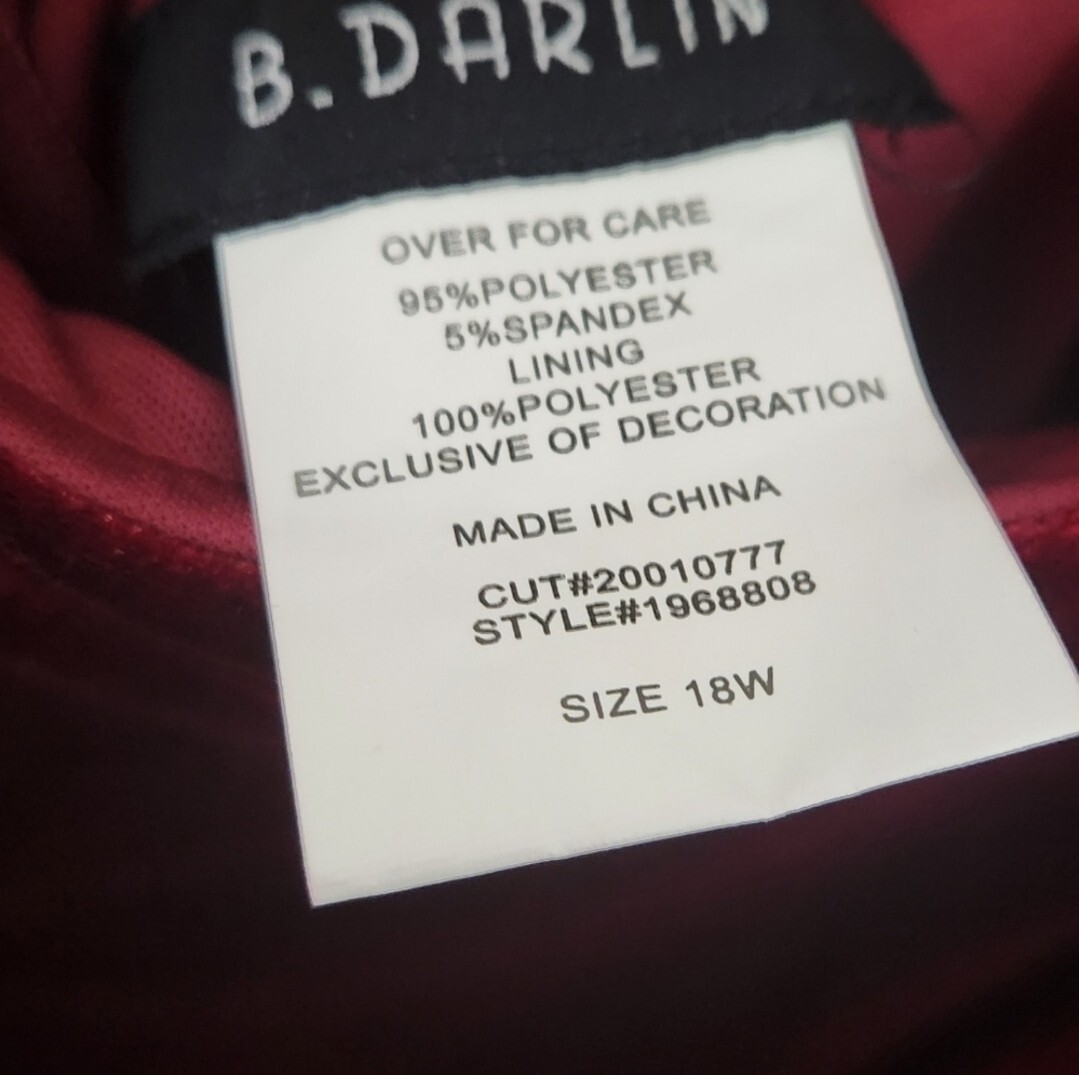 B. DARLIN
OVER FOR CARE
95%POLYESTER
5%SPANDEX
LINING
100%POLYESTER
EXCLUSIVE OF DECORATION
MADE IN CHINA
CUT#20010777
STYLE#1968808
SIZE 18W